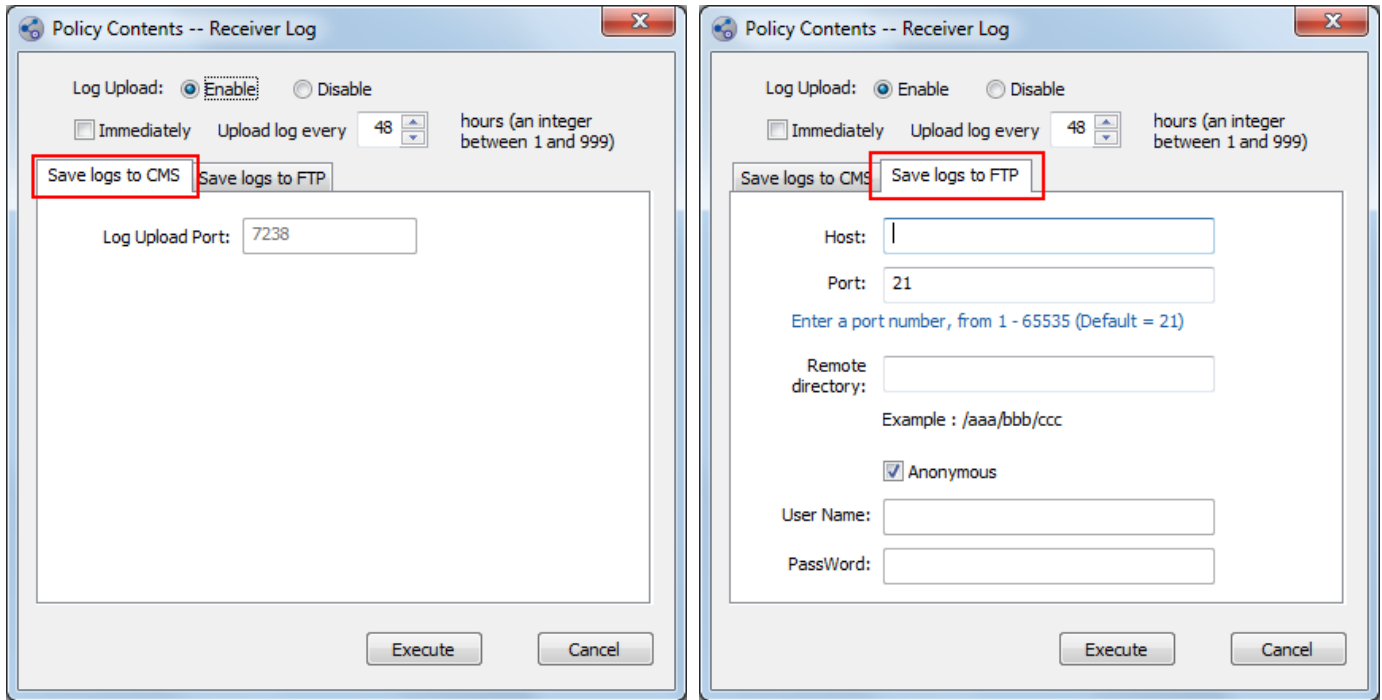 Policy Contents -- Receiver Log
Log Upload: Enable Disable
Immediately Upload log every 48 hours (an integer
between 1 and 999)
Save logs to CMS Save logs to FTP
Log Upload Port: 7238
Execute Cancel
Policy Contents -- Receiver Log
Log Upload: Enable Disable
Immediately Upload log every 48 hours (an integer
between 1 and 999)
Save logs to CMS Save logs to FTP
Host:
Port: 21
Enter a port number, from 1 - 65535 (Default = 21)
Remote
directory:
Example : /aaa/bbb/ccc
Anonymous
User Name:
PassWord:
Execute Cancel